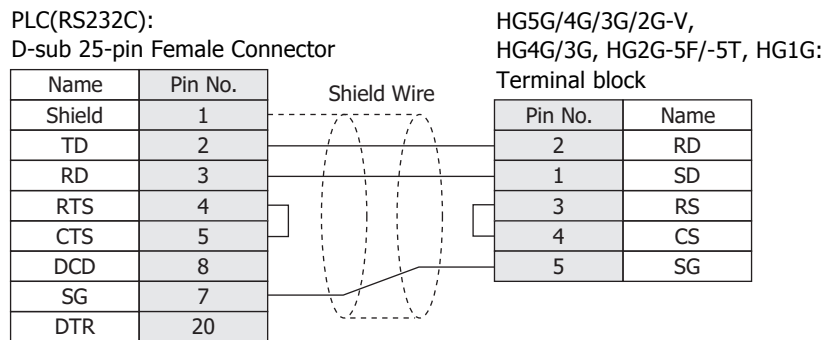 PLC(RS232C):
D-sub 25-pin Female Connector
HG5G/4G/3G/2G-V,
HG4G/3G, HG2G-5F/-5T, HG1G:
Terminal block
Name Pin No.
Shield 1
TD 2
RD 3
RTS 4
CTS 5
DCD 8
SG 7
DTR 20
Shield Wire
Pin No. Name
2 RD
1 SD
3 RS
4 CS
5 SG